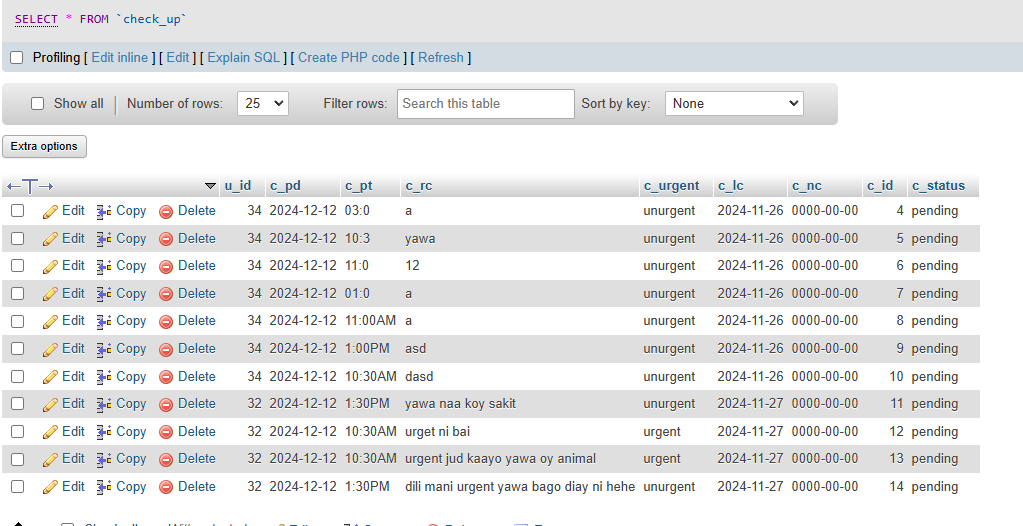 SELECT * FROM `check_up`
Profiling [ Edit inline ] [ Edit ] [ Explain SQL ] [ Create PHP code ] [ Refresh ]
Show all Number of rows: 25 Filter rows: Search this table Sort by key: None
Extra options
u_id c_pd c_pt c_rc c_urgent c_lc c_nc c_id c_status
Edit Copy Delete 34 2024-12-12 03:0 a unurgent 2024-11-26 0000-00-00 4 pending
Edit Copy Delete 34 2024-12-12 10:3 yawa unurgent 2024-11-26 0000-00-00 5 pending
Edit Copy Delete 34 2024-12-12 11:0 12 unurgent 2024-11-26 0000-00-00 6 pending
Edit Copy Delete 34 2024-12-12 01:0 a unurgent 2024-11-26 0000-00-00 7 pending
Edit Copy Delete 34 2024-12-12 11:00AM a unurgent 2024-11-26 0000-00-00 8 pending
Edit Copy Delete 34 2024-12-12 1:00PM asd unurgent 2024-11-26 0000-00-00 9 pending
Edit Copy Delete 34 2024-12-12 10:30AM dasd unurgent 2024-11-26 0000-00-00 10 pending
Edit Copy Delete 32 2024-12-12 1:30PM yawa naa koy sakit unurgent 2024-11-27 0000-00-00 11 pending
Edit Copy Delete 32 2024-12-12 10:30AM urget ni bai urgent 2024-11-27 0000-00-00 12 pending
Edit Copy Delete 32 2024-12-12 10:30AM urgent jud kaayo yawa oy animal urgent 2024-11-27 0000-00-00 13 pending
Edit Copy Delete 32 2024-12-12 1:30PM dili mani urgent yawa bago diay ni hehe unurgent 2024-11-27 0000-00-00 14 pending